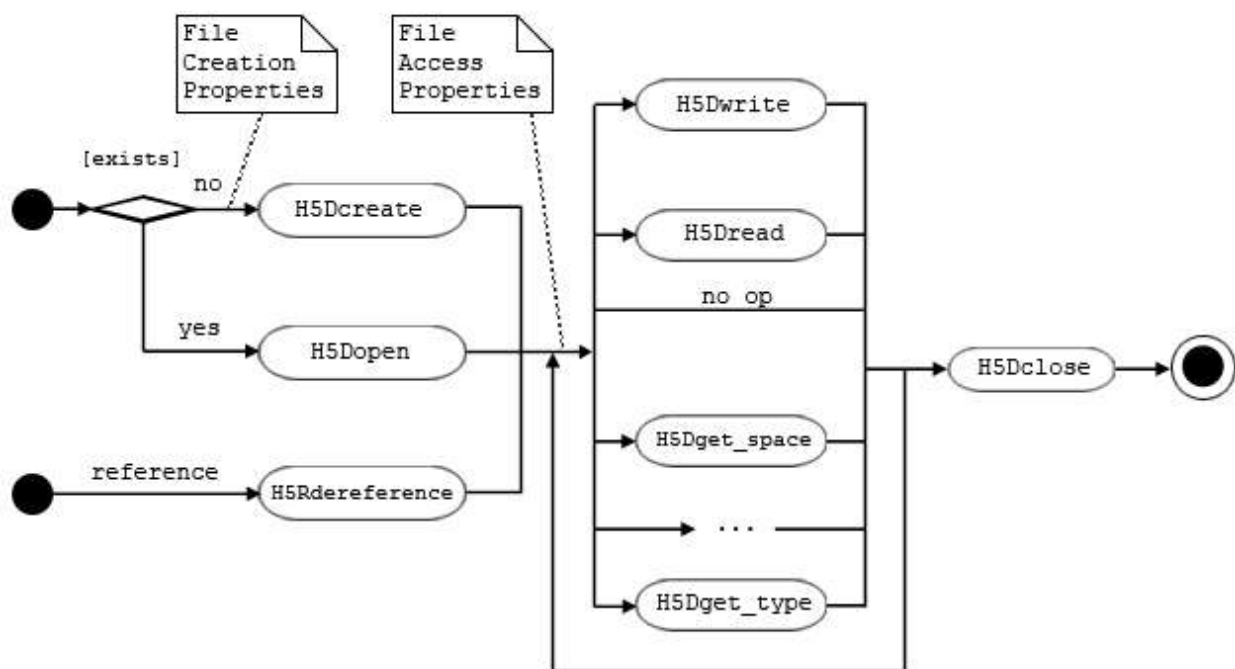 File
Creation
Properties
File
Access
Properties
[exists]
no
H5Dcreate
yes
H5Dopen
reference
H5Rdereference
H5Dwrite
H5Dread
no op
H5Dget_space
...
H5Dget_type
H5Dclose